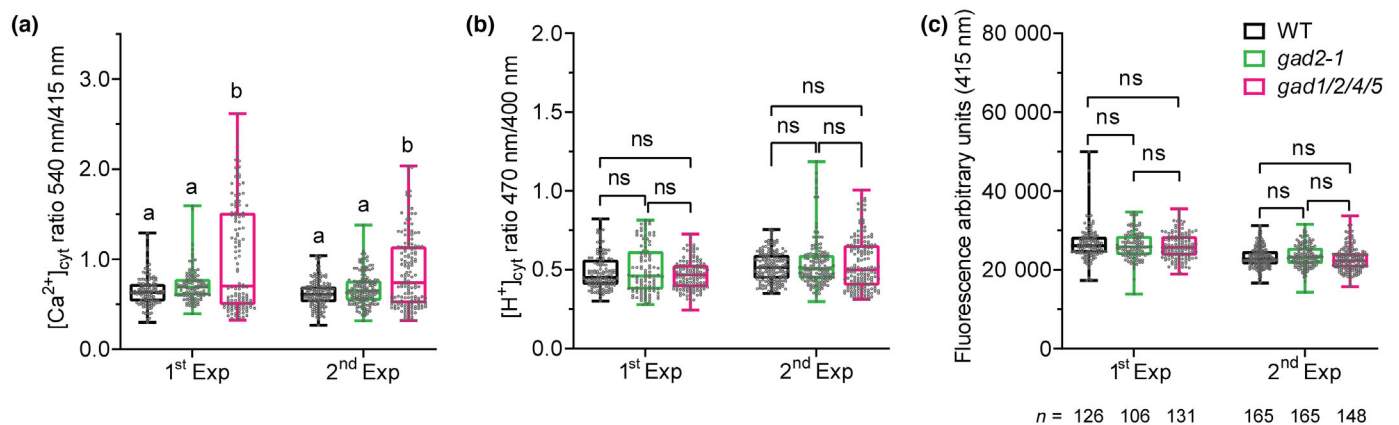 (a)
[Ca²⁺]cyt ratio 540 nm/415 nm
3.0
2.0
1.0
0.0
a
a
b
a
a
b
1st Exp
2nd Exp
(b)
[H⁺]cyt ratio 470 nm/400 nm
2.0
1.5
1.0
0.5
0.0
ns
ns
ns
ns
ns
ns
1st Exp
2nd Exp
(c)
Fluorescence arbitrary units (415 nm)
80 000
60 000
40 000
20 000
0
WT
gad2-1
gad1/2/4/5
ns
ns
ns
ns
ns
ns
1st Exp
2nd Exp
n = 126 106 131 165 165 148